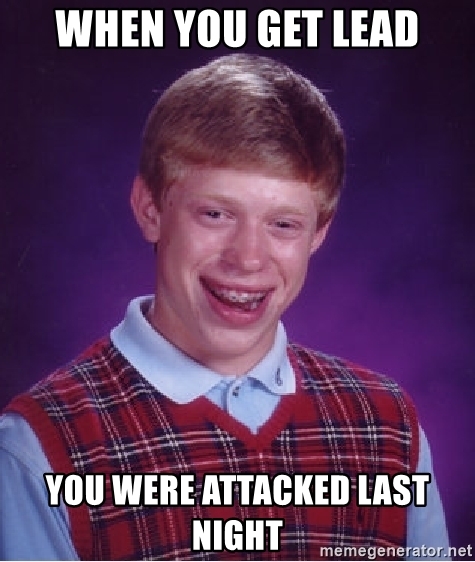 WHEN YOU GET LEAD
YOU WERE ATTACKED LAST
NIGHT
memegenerator.net